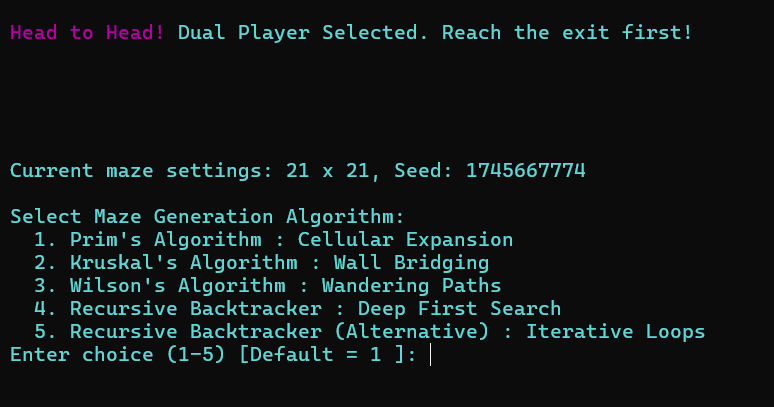 Head to Head! Dual Player Selected. Reach the exit first!
Current maze settings: 21 x 21, Seed: 1745667774
Select Maze Generation Algorithm:
1. Prim's Algorithm : Cellular Expansion
2. Kruskal's Algorithm : Wall Bridging
3. Wilson's Algorithm : Wandering Paths
4. Recursive Backtracker : Deep First Search
5. Recursive Backtracker (Alternative) : Iterative Loops
Enter choice (1-5) [Default = 1 ]: